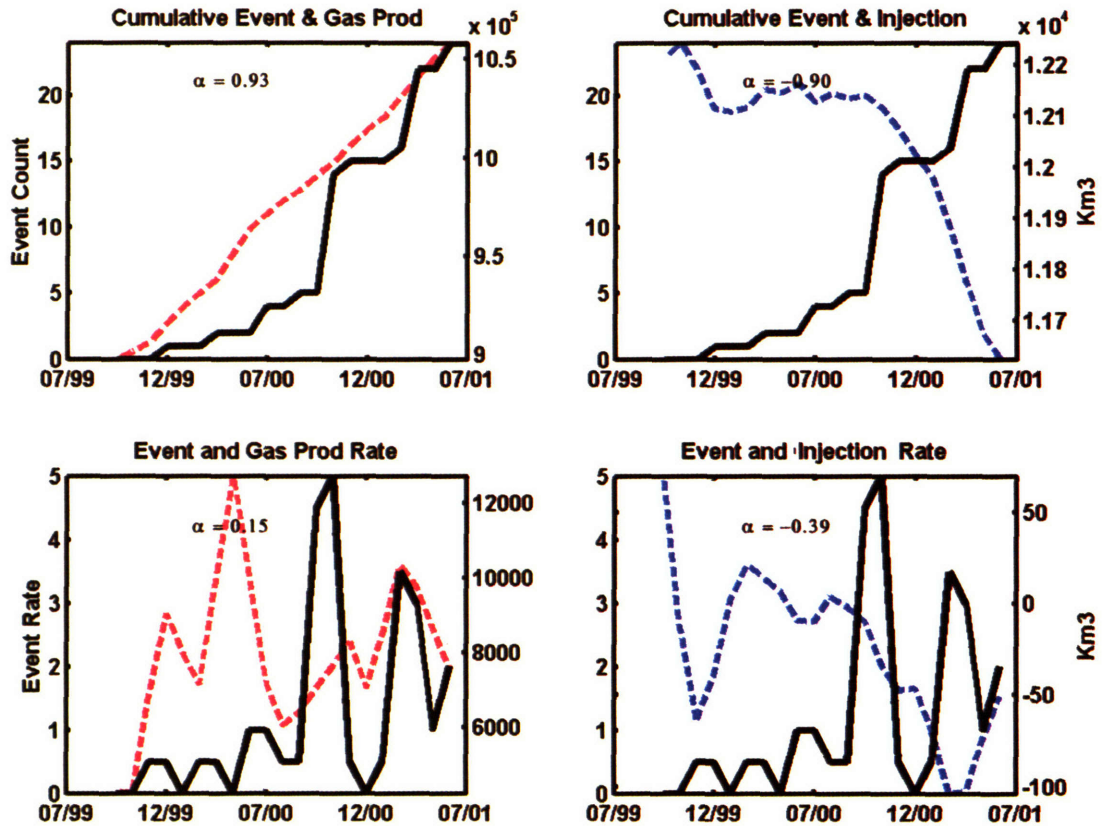 Cumulative Event & Gas Prod
x 10^5
α = 0.93
Event Count
20
15
10
5
0
10.5
10
9.5
9
07/99 12/99 07/00 12/00 07/01
Cumulative Event & Injection
x 10^4
α = -0.90
20
15
10
5
0
1.22
1.21
1.2
1.19
1.18
1.17
Km3
07/99 12/99 07/00 12/00 07/01
Event and Gas Prod Rate
α = 0.15
Event Rate
5
4
3
2
1
0
12000
10000
8000
6000
07/99 12/99 07/00 12/00 07/01
Event and Injection Rate
α = -0.39
5
4
3
2
1
0
50
0
-50
-100
Km3
07/99 12/99 07/00 12/00 07/01